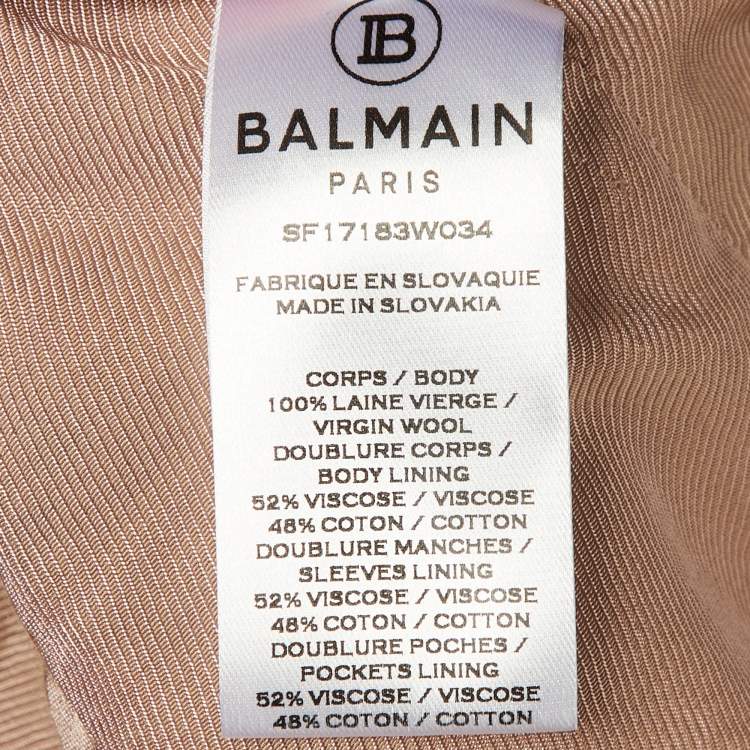 B
BALMAIN
PARIS
SF17183W034
FABRIQUE EN SLOVAQUIE
MADE IN SLOVAKIA
CORPS / BODY
100% LAINE VIERGE /
VIRGIN WOOL
DOUBLURE CORPS /
BODY LINING
52% VISCOSE / VISCOSE
48% COTON / COTTON
DOUBLURE MANCHES /
SLEEVES LINING
52% VISCOSE / VISCOSE
48% COTON / COTTON
DOUBLURE POCHES /
POCKETS LINING
52% VISCOSE / VISCOSE
48% COTON / COTTON